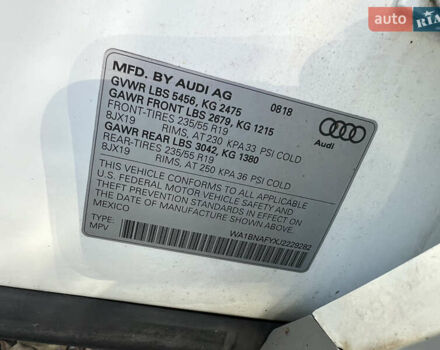 auto
RIA
MFD. BY AUDI AG 0818
GVWR LBS 5456, KG 2475
GAWR FRONT LBS 2679, KG 1215
FRONT-TIRES 235/55 R19
8JX19 RIMS, AT 230 KPA 33 PSI COLD
GAWR REAR LBS 3042, KG 1380
REAR-TIRES 235/55 R19
8JX19 RIMS, AT 250 KPA 36 PSI COLD
Audi
THIS VEHICLE CONFORMS TO ALL APPLICABLE
U.S. FEDERAL MOTOR VEHICLE SAFETY AND
THEFT PREVENTION STANDARDS IN EFFECT ON
THE DATE OF MANUFACTURE SHOWN ABOVE.
MEXICO
TYPE: WA1BNAFYXJ2229282
MPV